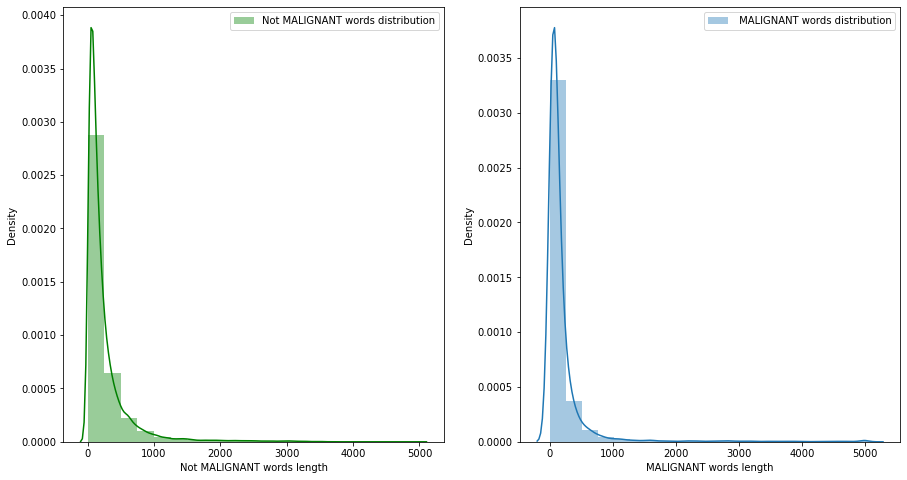 Not MALIGNANT words distribution
0.0040
0.0035
0.0030
0.0025
0.0020
0.0015
0.0010
0.0005
0.0000
Density
0 1000 2000 3000 4000 5000
Not MALIGNANT words length
MALIGNANT words distribution
0.0035
0.0030
0.0025
0.0020
0.0015
0.0010
0.0005
0.0000
Density
0 1000 2000 3000 4000 5000
MALIGNANT words length